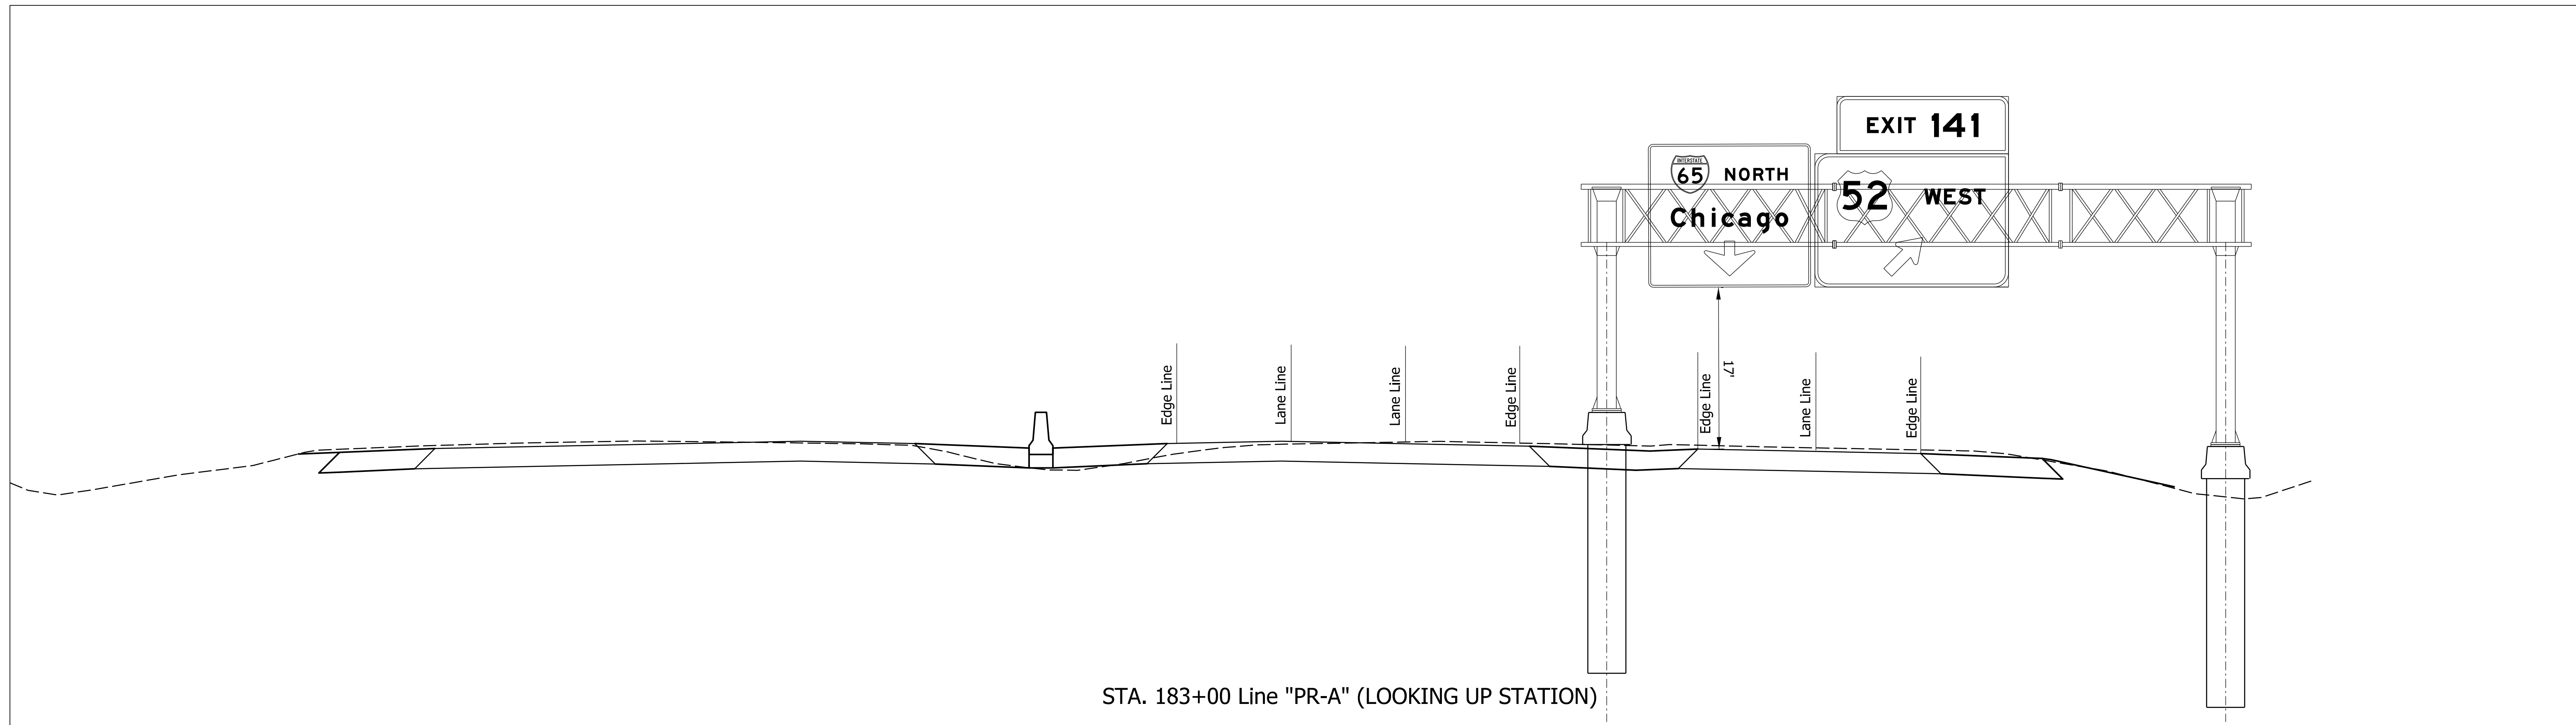 EXIT 141
INTERSTATE
65 NORTH
Chicago
52 WEST
17'
Edge Line
Lane Line
Lane Line
Edge Line
Edge Line
Lane Line
Edge Line
STA. 183+00 Line "PR-A" (LOOKING UP STATION)